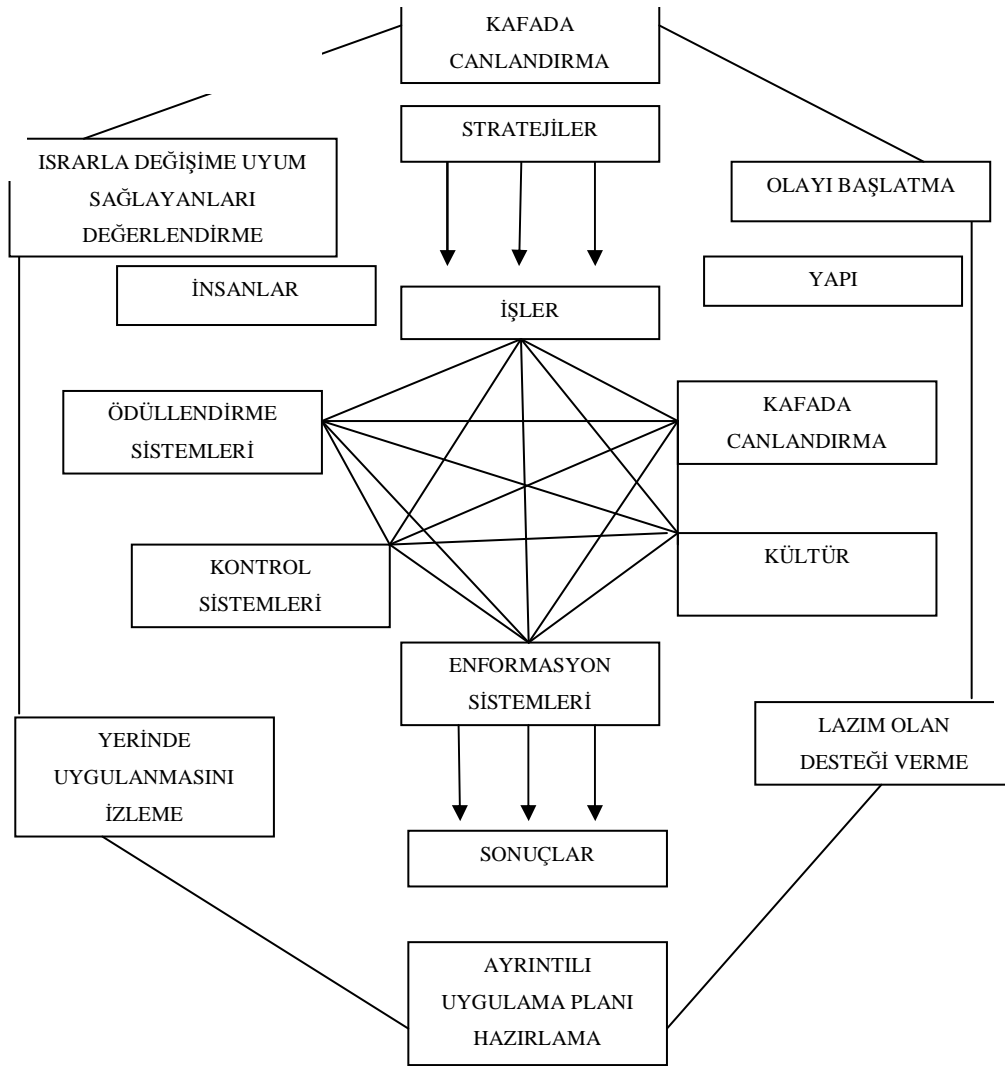 KAFADA
CANLANDIRMA
STRATEJİLER
ISRARLA DEĞİŞİME UYUM
SAĞLAYANLARI
DEĞERLENDİRME
OLAYI BAŞLATMA
İNSANLAR
YAPI
İŞLER
ÖDÜLLENDİRME
SİSTEMLERİ
KAFADA
CANLANDIRMA
KONTROL
SİSTEMLERİ
KÜLTÜR
ENFORMASYON
SİSTEMLERİ
YERİNDE
UYGULANMASINI
İZLEME
LAZIM OLAN
DESTEĞİ VERME
SONUÇLAR
AYRINTILI
UYGULAMA PLANI
HAZIRLAMA